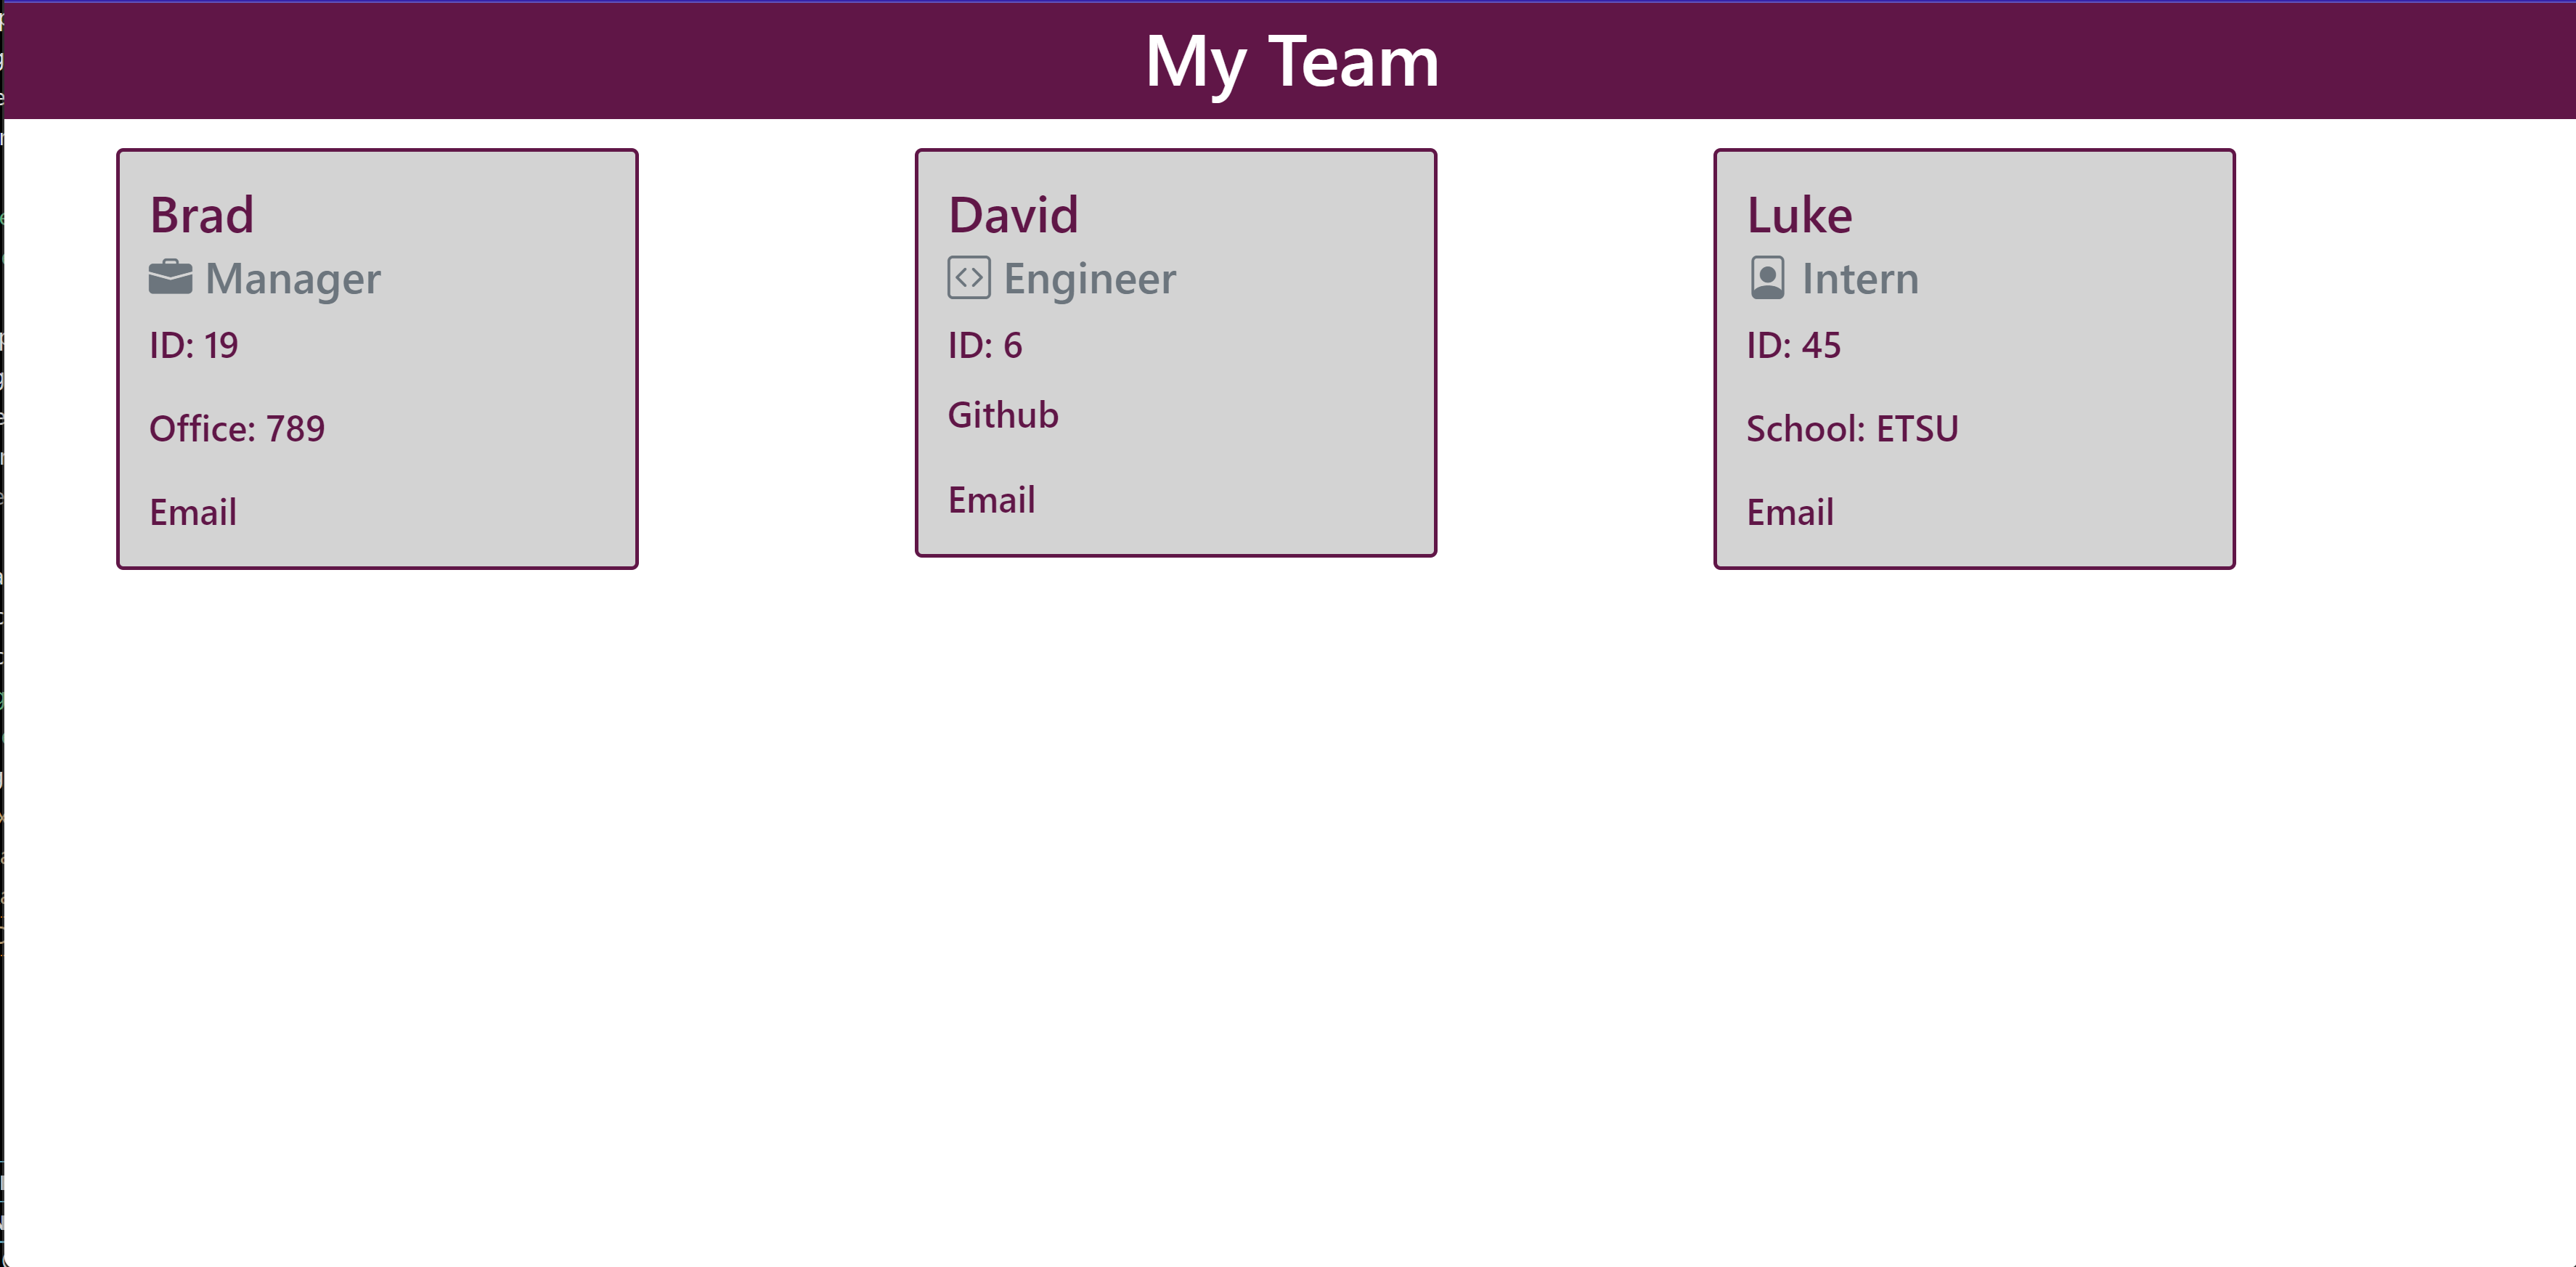 My Team
Brad
Manager
ID: 19
Office: 789
Email
David
Engineer
ID: 6
Github
Email
Luke
Intern
ID: 45
School: ETSU
Email